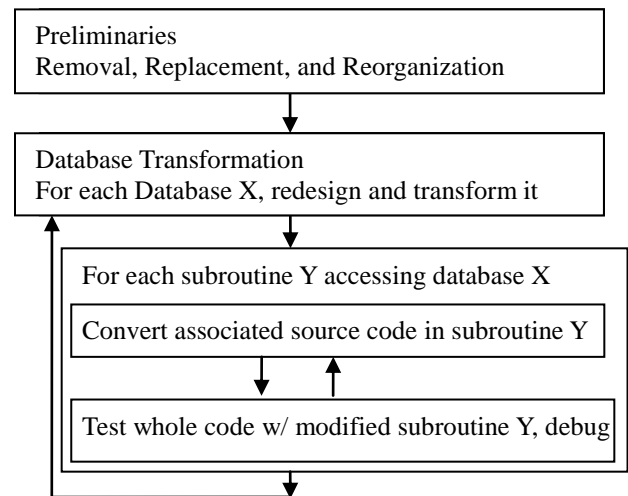 Preliminaries
Removal, Replacement, and Reorganization
Database Transformation
For each Database X, redesign and transform it
For each subroutine Y accessing database X
Convert associated source code in subroutine Y
Test whole code w/ modified subroutine Y, debug